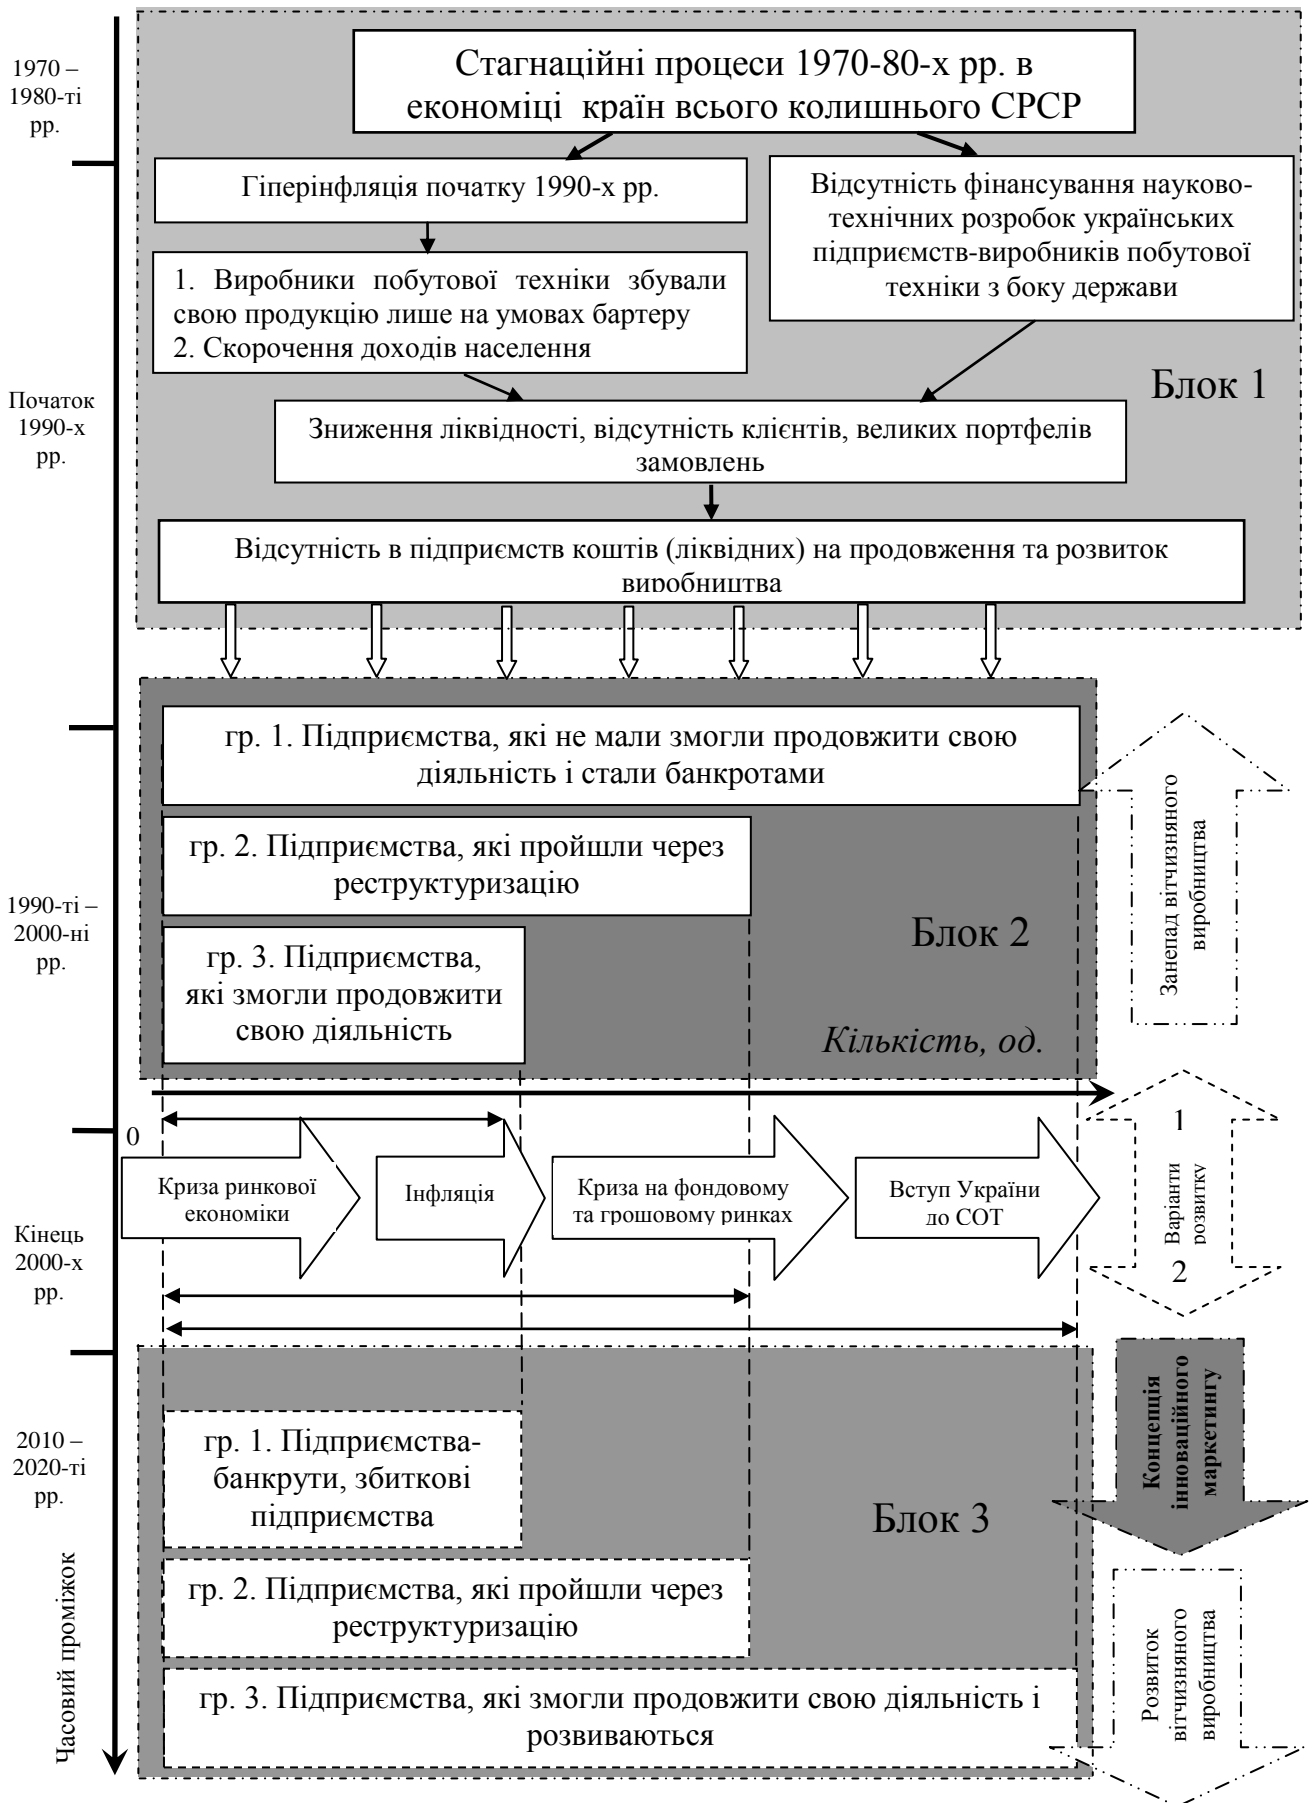 1970 –
1980-ті
рр.
Стагнаційні процеси 1970-80-х рр. в
економіці країн всього колишнього СРСР
Гіперінфляція початку 1990-х рр.
Відсутність фінансування науково-
технічних розробок українських
підприємств-виробників побутової
техніки з боку держави
1. Виробники побутової техніки збували
свою продукцію лише на умовах бартеру
2. Скорочення доходів населення
Блок 1
Початок
1990-х
рр.
Зниження ліквідності, відсутність клієнтів, великих портфелів
замовлень
Відсутність в підприємств коштів (ліквідних) на продовження та розвиток
виробництва
гр. 1. Підприємства, які не мали змогли продовжити свою
діяльність і стали банкротами
гр. 2. Підприємства, які пройшли через
реструктуризацію
1990-ті –
2000-ні
рр.
гр. 3. Підприємства,
які змогли продовжити
свою діяльність
Блок 2
Кількість, од.
Занепад вітчизняного
виробництва
0
Криза ринкової
економіки
Інфляція
Криза на фондовому
та грошовому ринках
Вступ України
до СОТ
1
Варіанти
розвитку
2
Кінець
2000-х
рр.
Концепція
інноваційного
маркетингу
2010 –
2020-ті
рр.
гр. 1. Підприємства-
банкрути, збиткові
підприємства
Блок 3
гр. 2. Підприємства, які пройшли через
реструктуризацію
гр. 3. Підприємства, які змогли продовжити свою діяльність і
розвиваються
Розвиток
вітчизняного
виробництва
Часовий проміжок